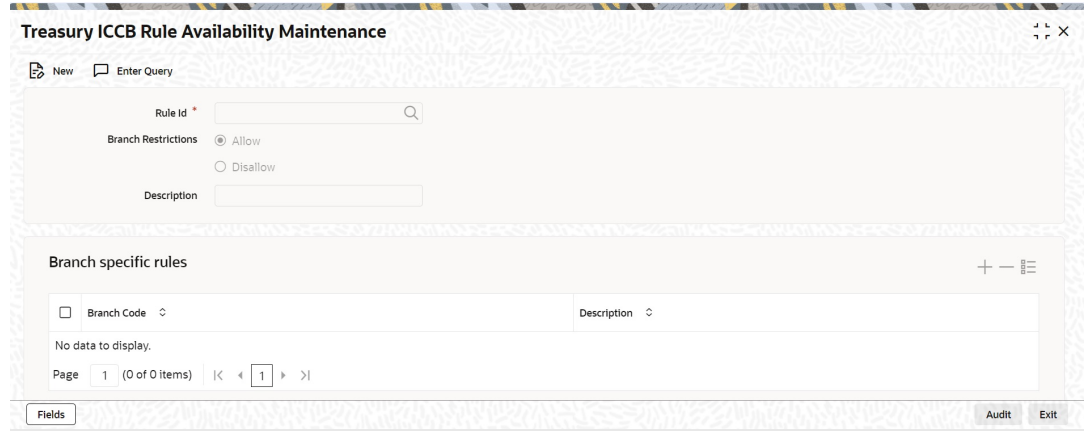 Treasury ICCB Rule Availability Maintenance
New Enter Query
Rule Id *
Branch Restrictions Allow
Disallow
Description
Branch specific rules
Branch Code Description
No data to display.
Page 1 (0 of 0 items) 1
Fields Audit Exit